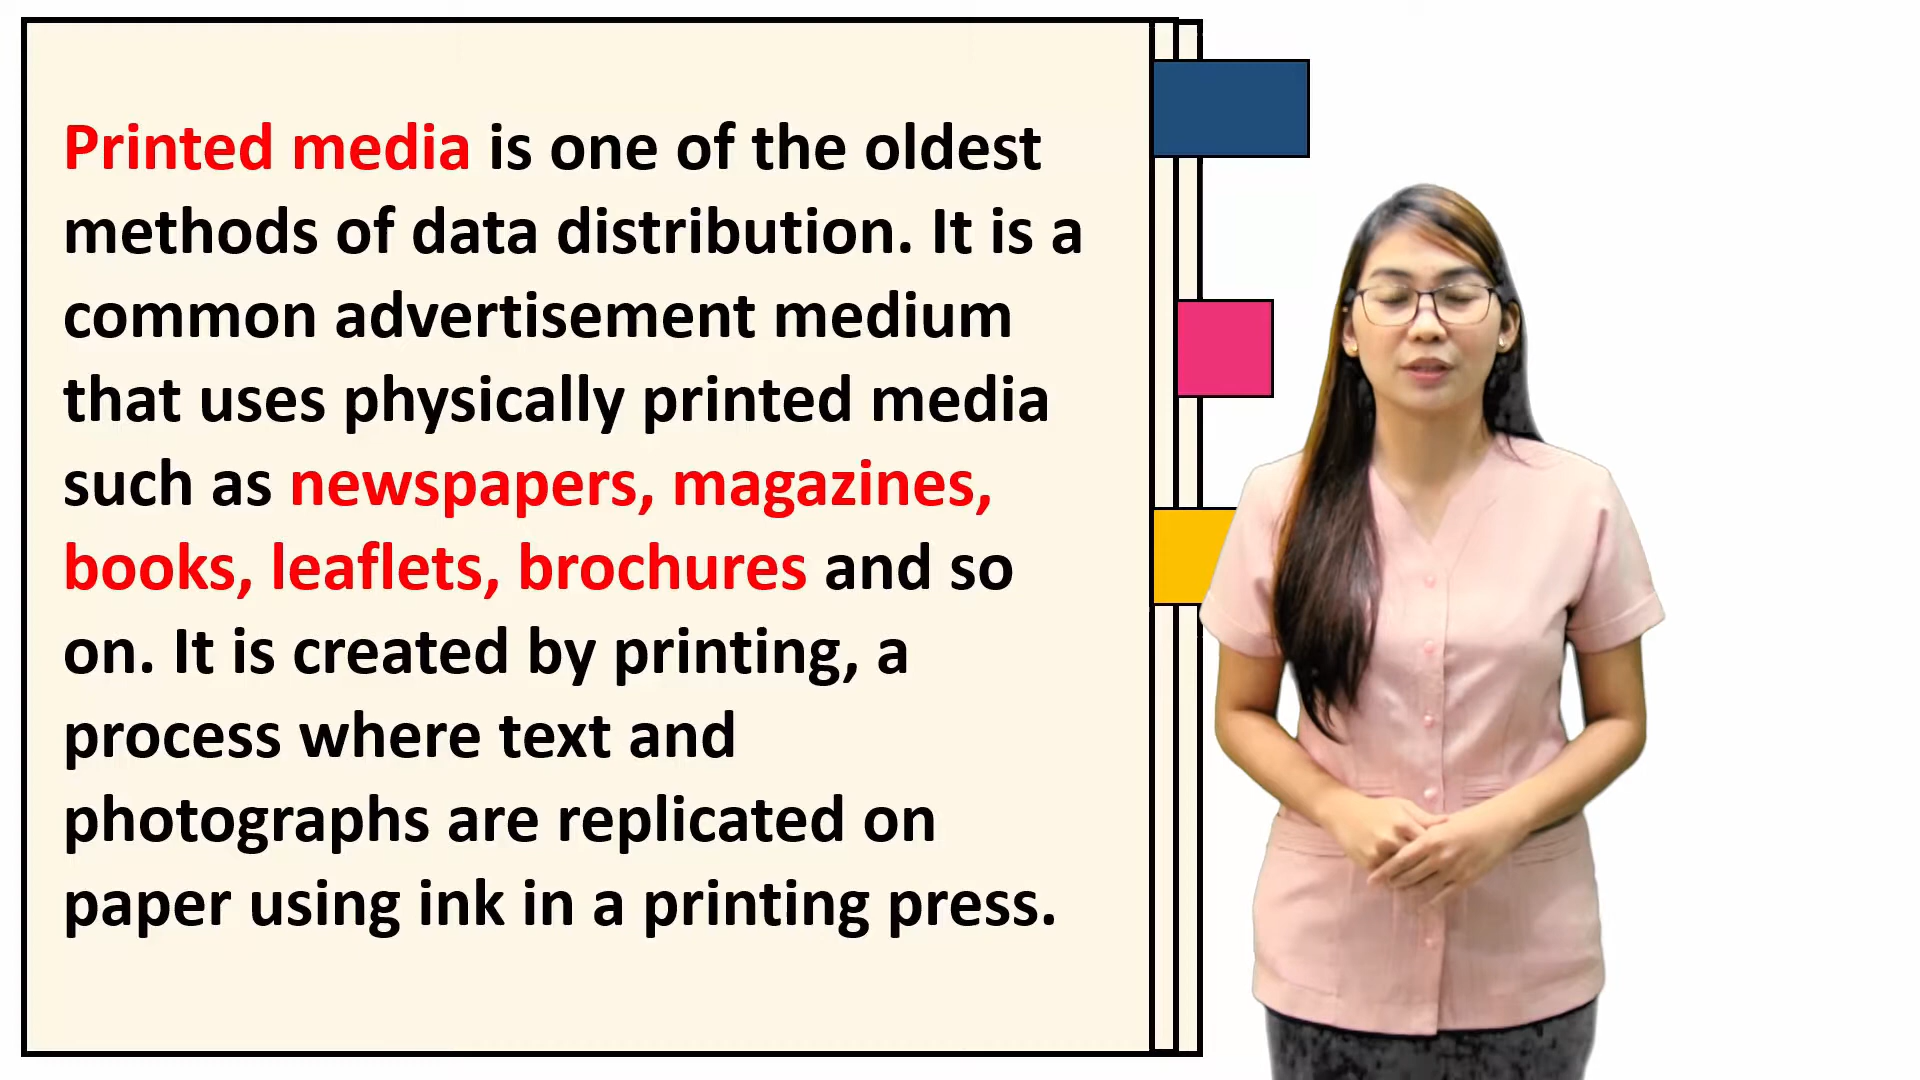 Printed media is one of the oldest
methods of data distribution. It is a
common advertisement medium
that uses physically printed media
such as newspapers, magazines,
books, leaflets, brochures and so
on. It is created by printing, a
process where text and
photographs are replicated on
paper using ink in a printing press.